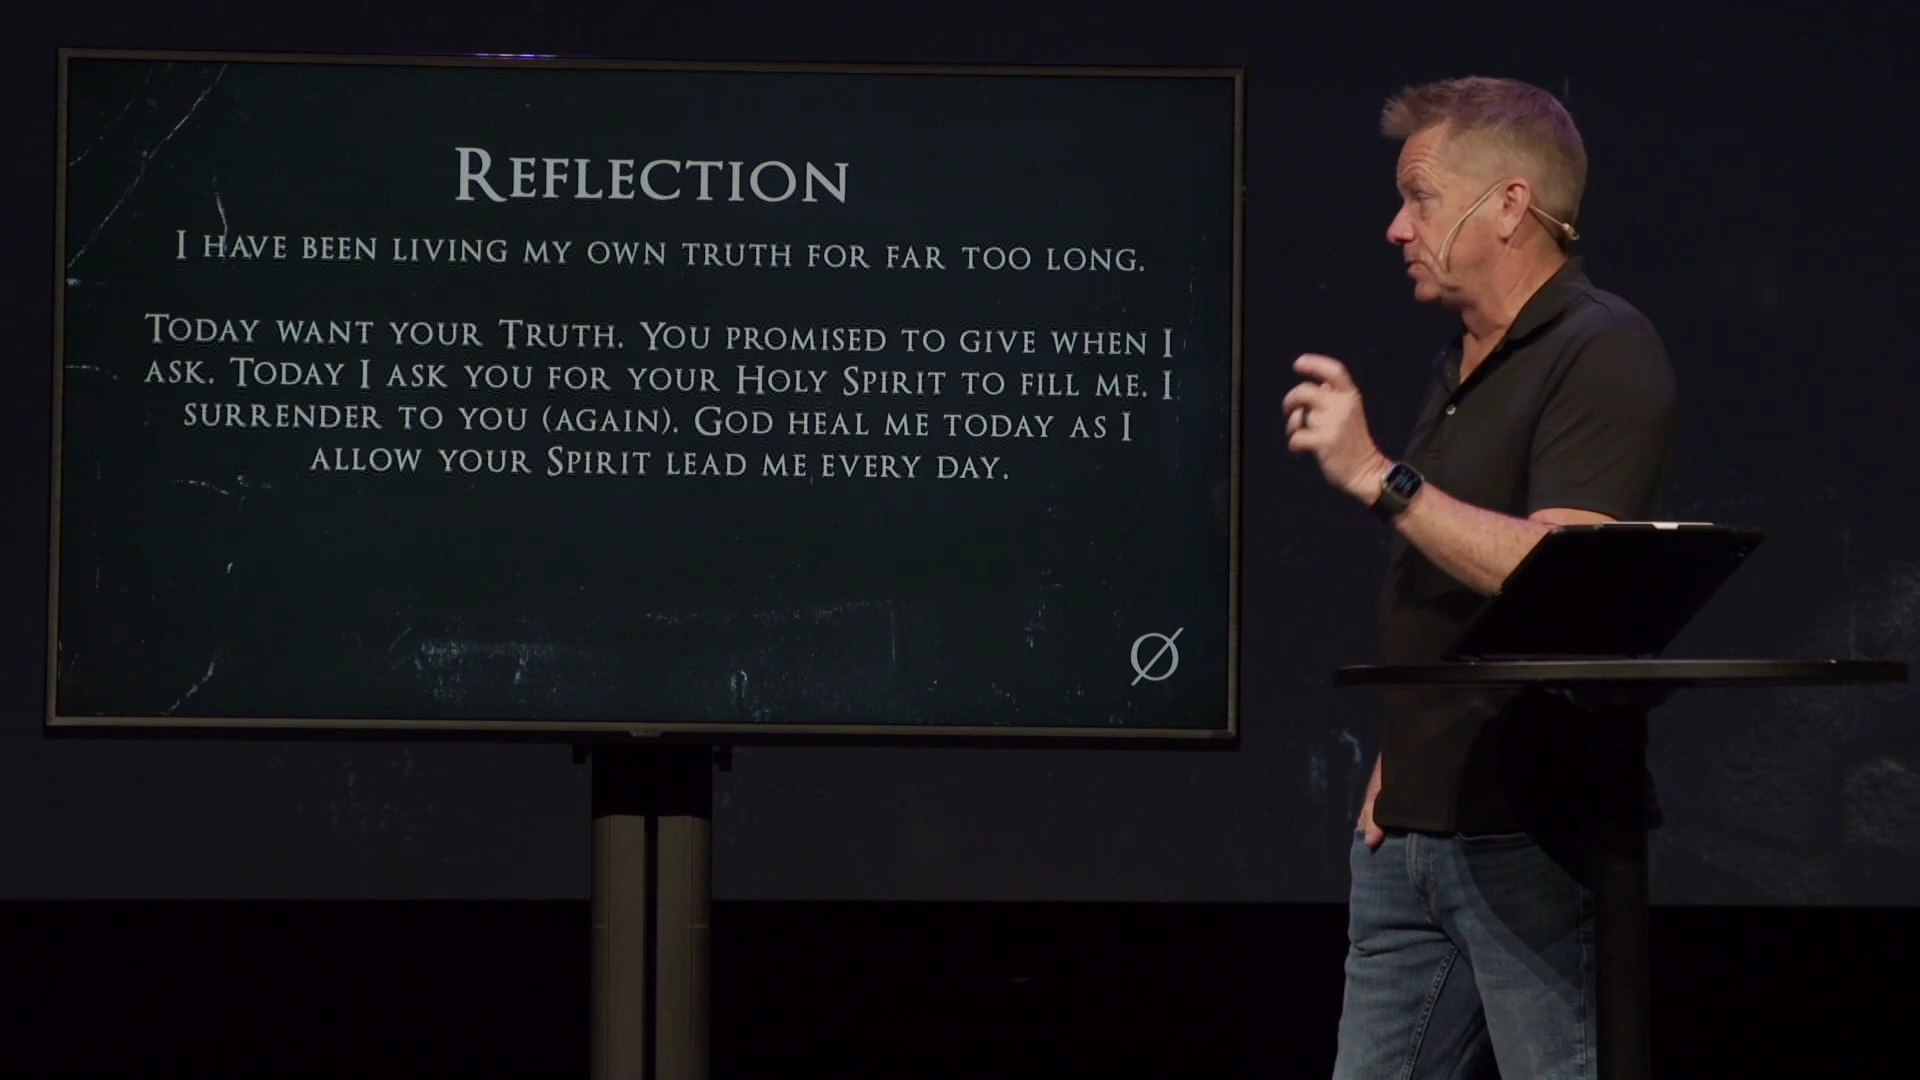 Reflection
I have been living my own truth for far too long.
Today want your Truth. You promised to give when I
ask. Today I ask you for your Holy Spirit to fill me. I
surrender to you (again). God heal me today as I
allow your Spirit lead me every day.
Ø